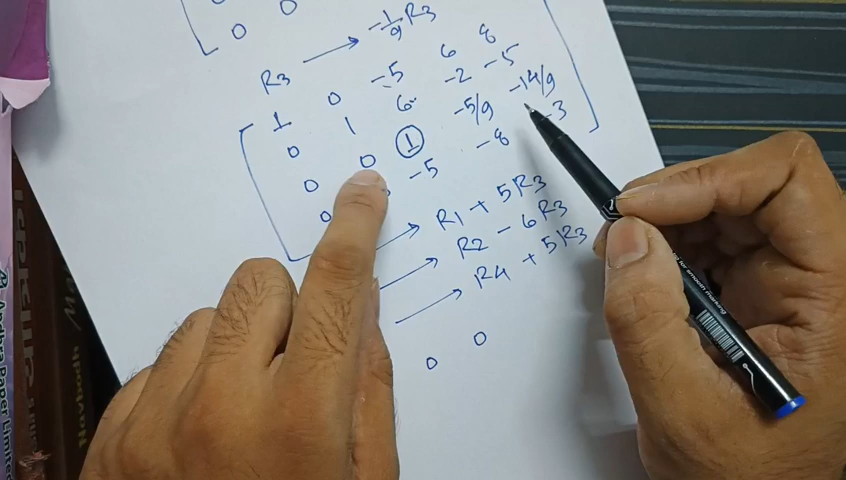 0 0
R3 → -1/9 R3
1 0 -5 6 8
0 1 6 -2 -5
0 0 1 -5/9 -14/9
0 -5 -8 -3
→ R1 + 5R3
→ R2 - 6R3
→ R4 + 5R3
0 0